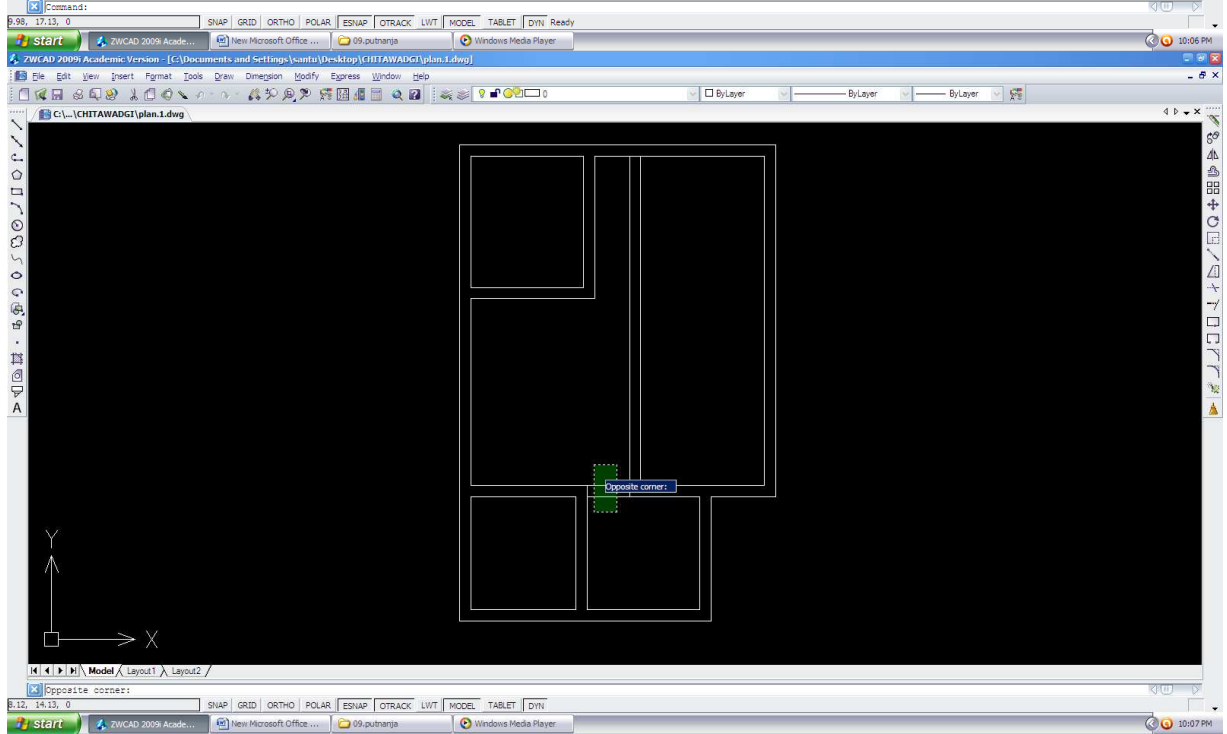 Command:
9.98, 17.13, 0 SNAP GRID ORTHO POLAR ESNAP OTRACK LWT MODEL TABLET DYN Ready
start ZWCAD 2009i Acade... New Microsoft Office ... 09.putnanja Windows Media Player 10:06 PM
ZWCAD 2009i Academic Version - [C:\Documents and Settings\santu\Desktop\CHITAWADGI\plan.1.dwg]
File Edit View Insert Format Tools Draw Dimension Modify Express Window Help
0 ByLayer ByLayer ByLayer
C:\...\CHITAWADGI\plan.1.dwg
A
Opposite corner:
Y
X
Model Layout1 Layout2
Opposite corner:
8.12, 14.13, 0 SNAP GRID ORTHO POLAR ESNAP OTRACK LWT MODEL TABLET DYN
start ZWCAD 2009i Acade... New Microsoft Office ... 09.putnanja Windows Media Player 10:07 PM